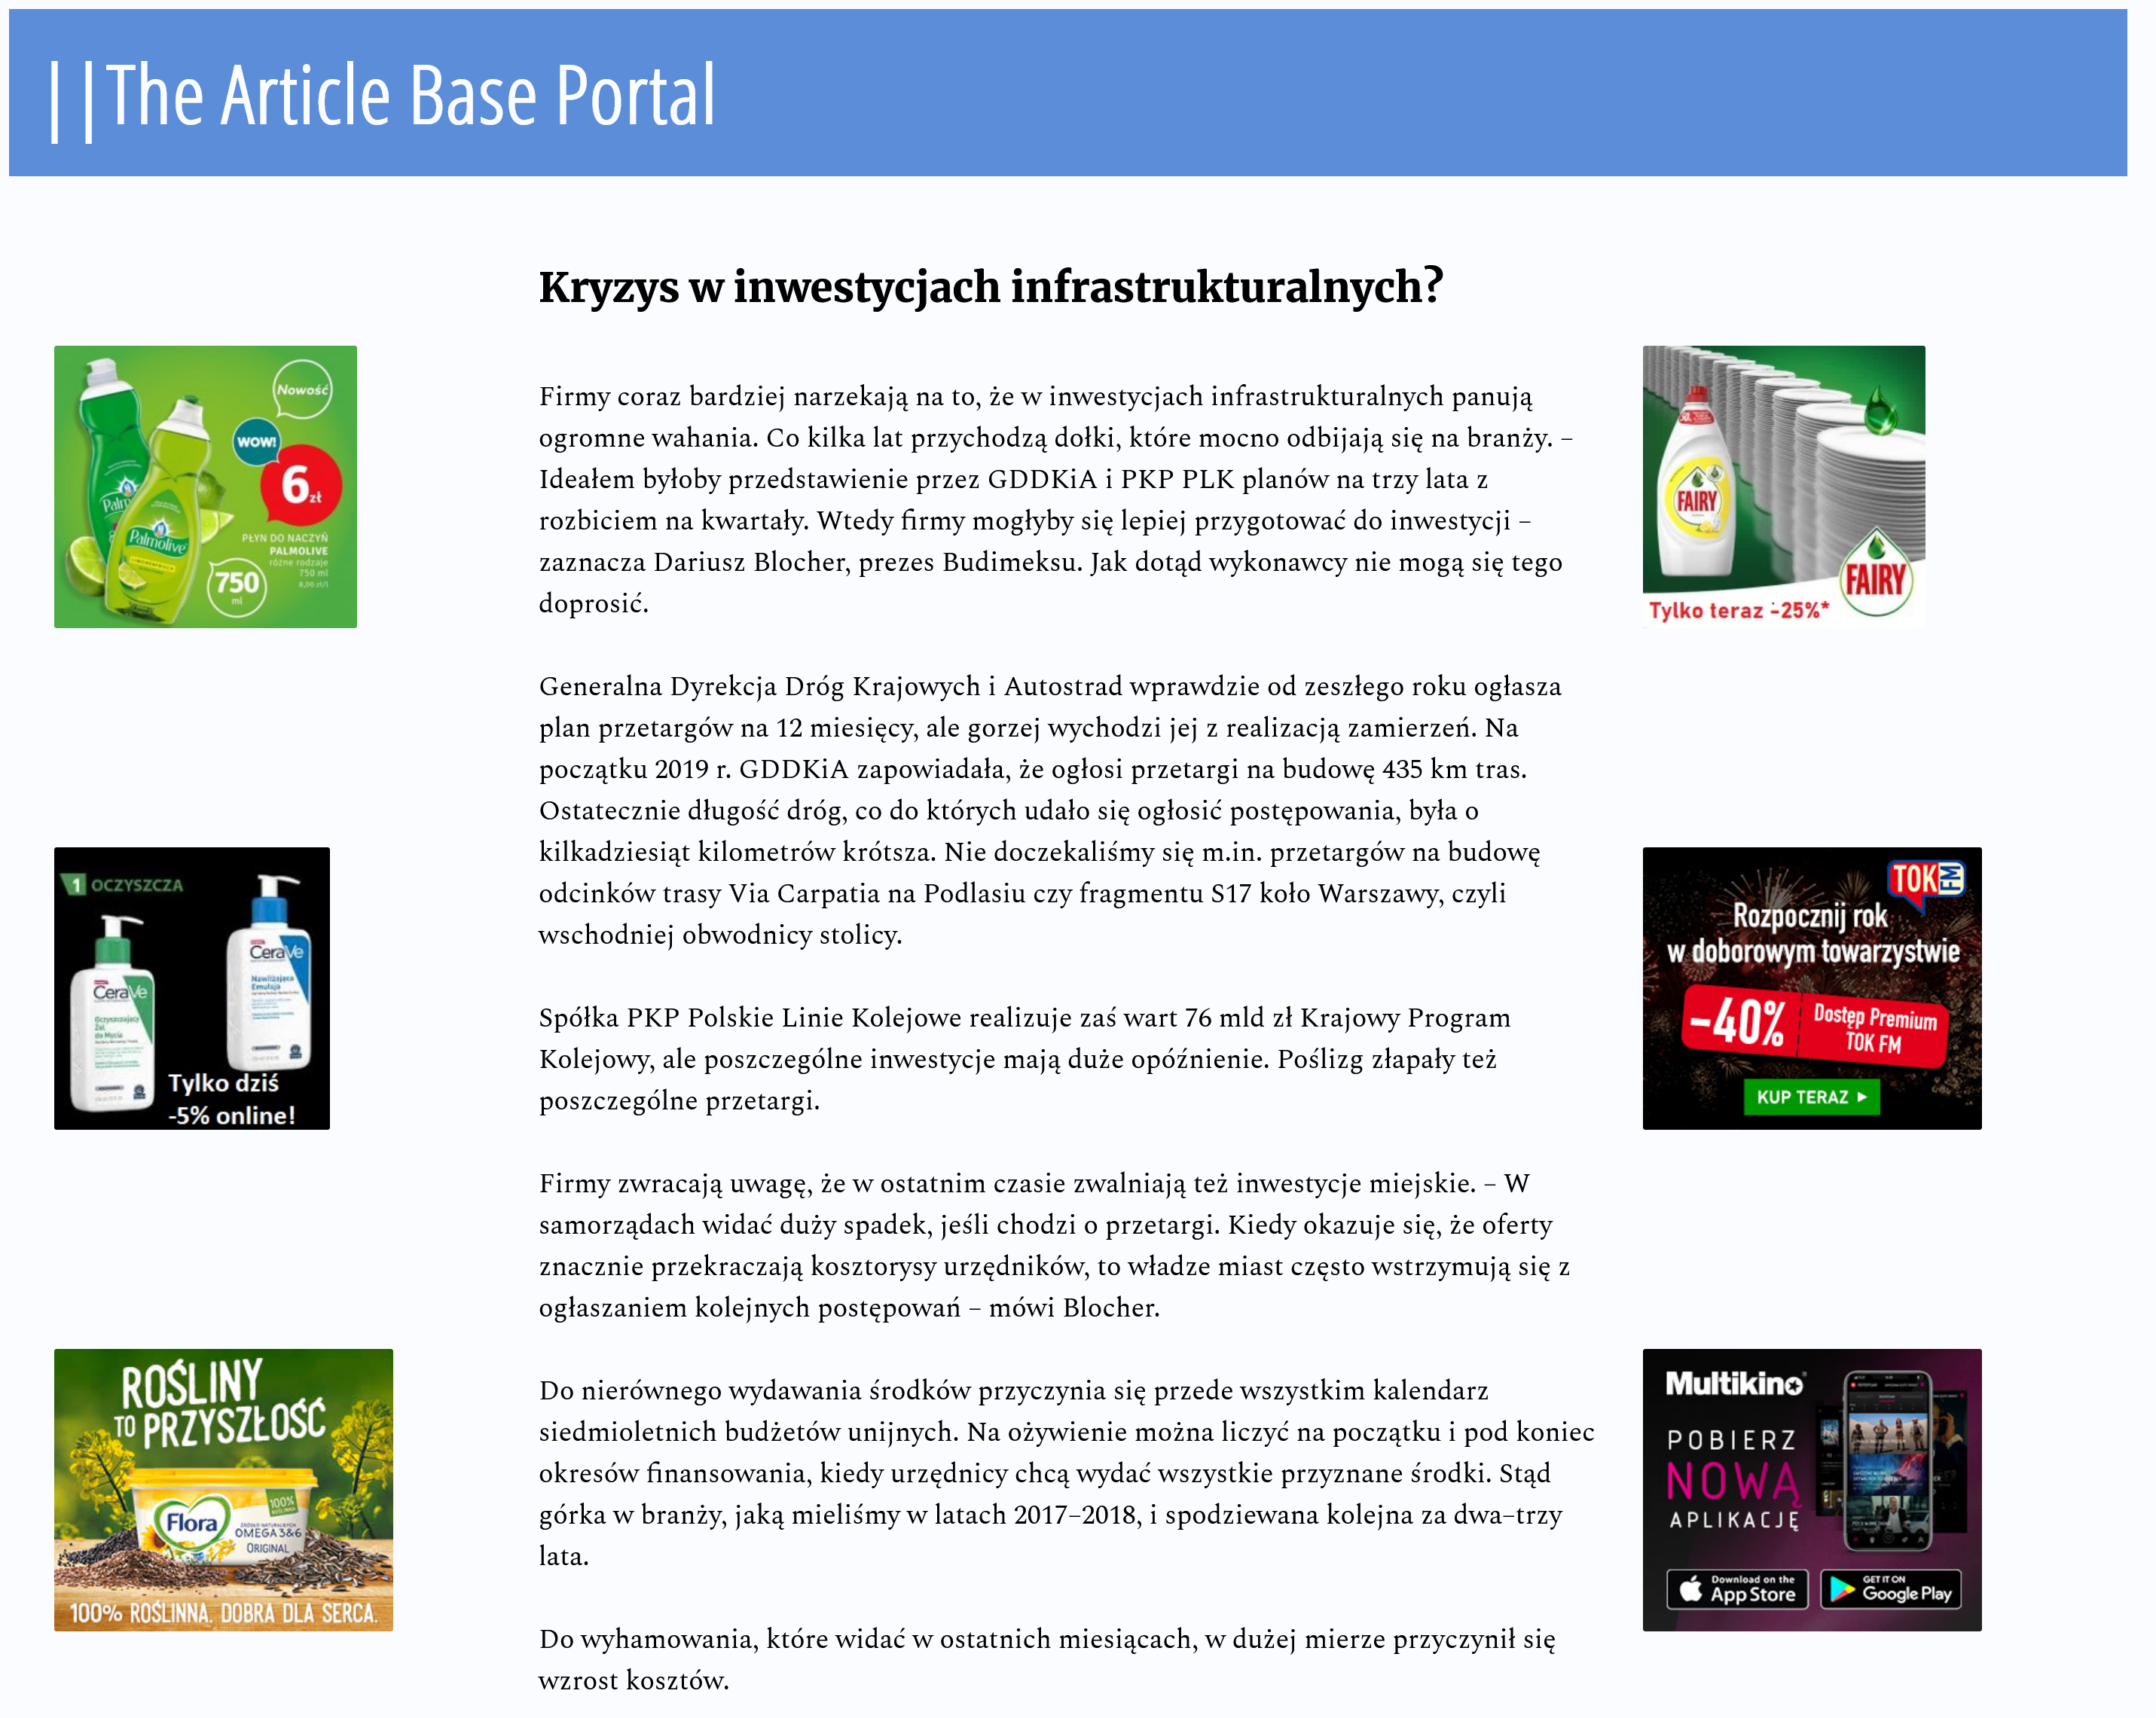 ||The Article Base Portal
Kryzys w inwestycjach infrastrukturalnych?
Firmy coraz bardziej narzekają na to, że w inwestycjach infrastrukturalnych panują
ogromne wahania. Co kilka lat przychodzą dołki, które mocno odbijają się na branży. –
Ideałem byłoby przedstawienie przez GDDKiA i PKP PLK planów na trzy lata z
rozbiciem na kwartały. Wtedy firmy mogłyby się lepiej przygotować do inwestycji –
zaznacza Dariusz Blocher, prezes Budimeksu. Jak dotąd wykonawcy nie mogą się tego
doprosić.
Generalna Dyrekcja Dróg Krajowych i Autostrad wprawdzie od zeszłego roku ogłasza
plan przetargów na 12 miesięcy, ale gorzej wychodzi jej z realizacją zamierzeń. Na
początku 2019 r. GDDKiA zapowiadała, że ogłosi przetargi na budowę 435 km tras.
Ostatecznie długość dróg, co do których udało się ogłosić postępowania, była o
kilkadziesiąt kilometrów krótsza. Nie doczekaliśmy się m.in. przetargów na budowę
odcinków trasy Via Carpatia na Podlasiu czy fragmentu S17 koło Warszawy, czyli
wschodniej obwodnicy stolicy.
Spółka PKP Polskie Linie Kolejowe realizuje zaś wart 76 mld zł Krajowy Program
Kolejowy, ale poszczególne inwestycje mają duże opóźnienie. Poślizg złapały też
poszczególne przetargi.
Firmy zwracają uwagę, że w ostatnim czasie zwalniają też inwestycje miejskie. – W
samorządach widać duży spadek, jeśli chodzi o przetargi. Kiedy okazuje się, że oferty
znacznie przekraczają kosztorysy urzędników, to władze miast często wstrzymują się z
ogłaszaniem kolejnych postępowań – mówi Blocher.
Do nierównego wydawania środków przyczynia się przede wszystkim kalendarz
siedmioletnich budżetów unijnych. Na ożywienie można liczyć na początku i pod koniec
okresów finansowania, kiedy urzędnicy chcą wydać wszystkie przyznane środki. Stąd
górka w branży, jaką mieliśmy w latach 2017–2018, i spodziewana kolejna za dwa–trzy
lata.
Do wyhamowania, które widać w ostatnich miesiącach, w dużej mierze przyczynił się
wzrost kosztów.
Nowość
WOW!
6 zł
Palmolive
PŁYN DO NACZYŃ
PALMOLIVE
różne rodzaje
750 ml
8,00 zł/l
750
ml
1 OCZYSZCZA
CeraVe
Nawilżająca
Emulsja
CeraVe
Oczyszczający
Żel
do Mycia
Tylko dziś
-5% online!
ROŚLINY
TO PRZYSZŁOŚĆ
100%
Flora
OMEGA 3&6
ORIGINAL
100% ROŚLINNA. DOBRA DLA SERCA.
FAIRY
FAIRY
Tylko teraz -25%*
TOK FM
Rozpocznij rok
w doborowym towarzystwie
-40%
Dostęp Premium
TOK FM
KUP TERAZ
Multikino
POBIERZ
NOWĄ
APLIKACJĘ
Download on the
App Store
GET IT ON
Google Play